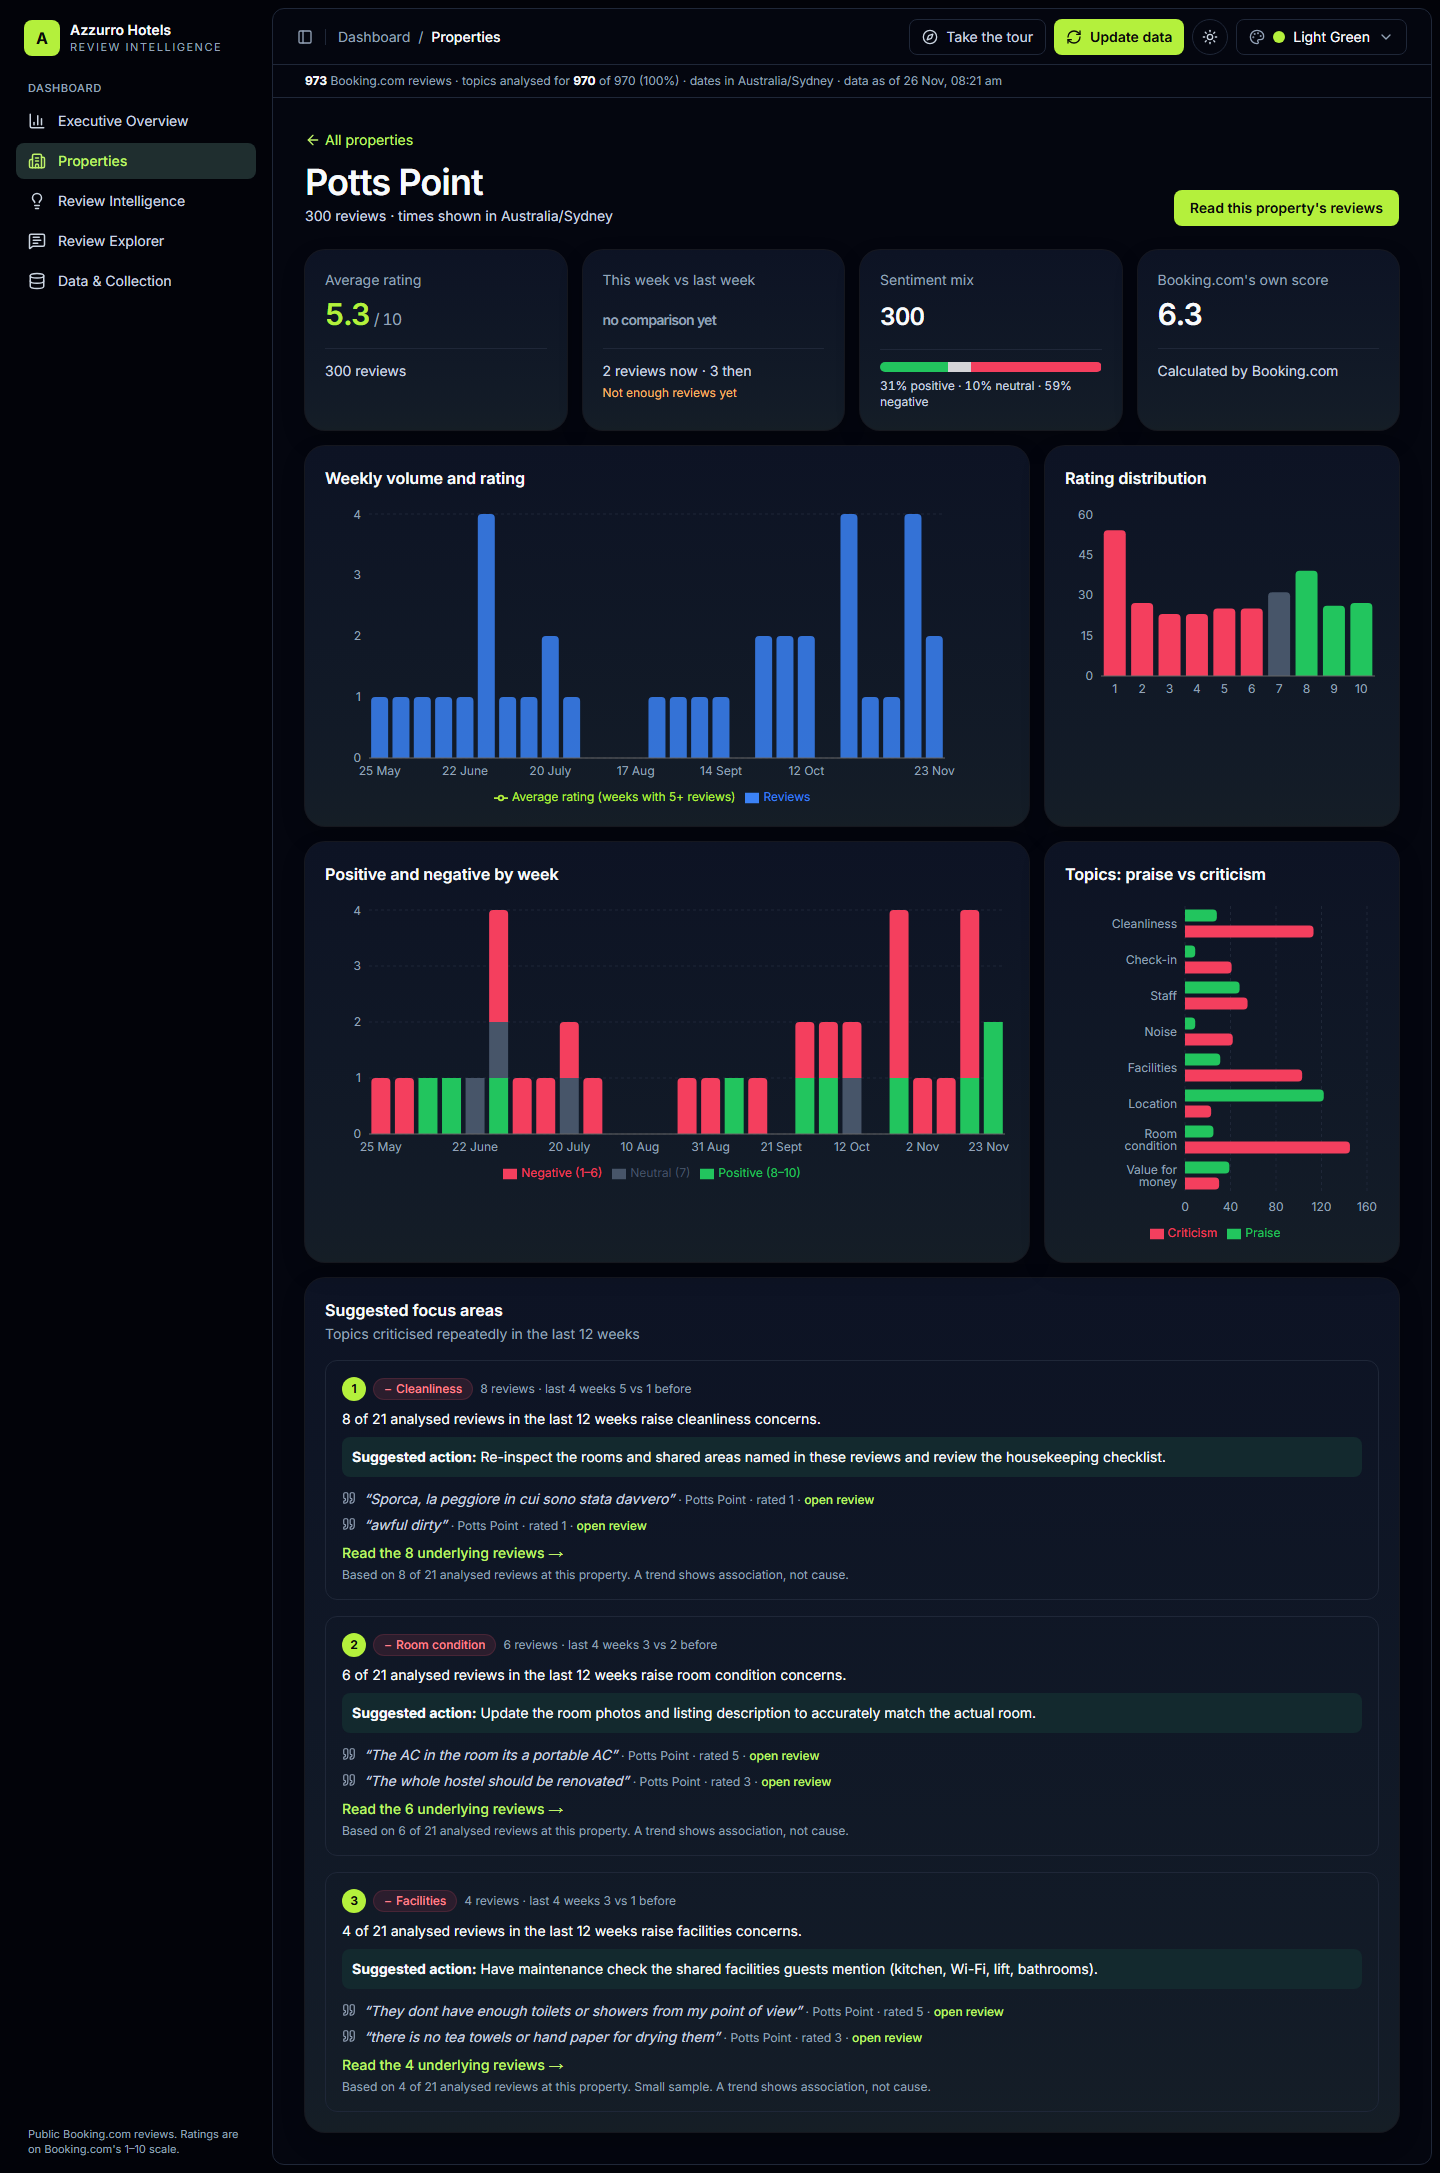 A
Azzurro Hotels
REVIEW INTELLIGENCE
DASHBOARD
Executive Overview
Properties
Review Intelligence
Review Explorer
Data & Collection
Dashboard / Properties
Take the tour
Update data
Light Green
973 Booking.com reviews · topics analysed for 970 of 970 (100%) · dates in Australia/Sydney · data as of 26 Nov, 08:21 am
← All properties
Potts Point
300 reviews · times shown in Australia/Sydney
Read this property's reviews
Average rating
5.3 / 10
300 reviews
This week vs last week
no comparison yet
2 reviews now · 3 then
Not enough reviews yet
Sentiment mix
300
31% positive · 10% neutral · 59%
negative
Booking.com's own score
6.3
Calculated by Booking.com
Weekly volume and rating
4
3
2
1
0
25 May 22 June 20 July 17 Aug 14 Sept 12 Oct 23 Nov
Average rating (weeks with 5+ reviews) Reviews
Rating distribution
60
45
30
15
0
1 2 3 4 5 6 7 8 9 10
Positive and negative by week
4
3
2
1
0
25 May 22 June 20 July 10 Aug 31 Aug 21 Sept 12 Oct 2 Nov 23 Nov
Negative (1–6) Neutral (7) Positive (8–10)
Topics: praise vs criticism
Cleanliness
Check-in
Staff
Noise
Facilities
Location
Room
condition
Value for
money
0 40 80 120 160
Criticism Praise
Suggested focus areas
Topics criticised repeatedly in the last 12 weeks
1 − Cleanliness 8 reviews · last 4 weeks 5 vs 1 before
8 of 21 analysed reviews in the last 12 weeks raise cleanliness concerns.
Suggested action: Re-inspect the rooms and shared areas named in these reviews and review the housekeeping checklist.
“Sporca, la peggiore in cui sono stata davvero” · Potts Point · rated 1 · open review
“awful dirty” · Potts Point · rated 1 · open review
Read the 8 underlying reviews →
Based on 8 of 21 analysed reviews at this property. A trend shows association, not cause.
2 − Room condition 6 reviews · last 4 weeks 3 vs 2 before
6 of 21 analysed reviews in the last 12 weeks raise room condition concerns.
Suggested action: Update the room photos and listing description to accurately match the actual room.
“The AC in the room its a portable AC” · Potts Point · rated 5 · open review
“The whole hostel should be renovated” · Potts Point · rated 3 · open review
Read the 6 underlying reviews →
Based on 6 of 21 analysed reviews at this property. A trend shows association, not cause.
3 − Facilities 4 reviews · last 4 weeks 3 vs 1 before
4 of 21 analysed reviews in the last 12 weeks raise facilities concerns.
Suggested action: Have maintenance check the shared facilities guests mention (kitchen, Wi-Fi, lift, bathrooms).
“They dont have enough toilets or showers from my point of view” · Potts Point · rated 5 · open review
“there is no tea towels or hand paper for drying them” · Potts Point · rated 3 · open review
Read the 4 underlying reviews →
Based on 4 of 21 analysed reviews at this property. Small sample. A trend shows association, not cause.
Public Booking.com reviews. Ratings are
on Booking.com's 1–10 scale.